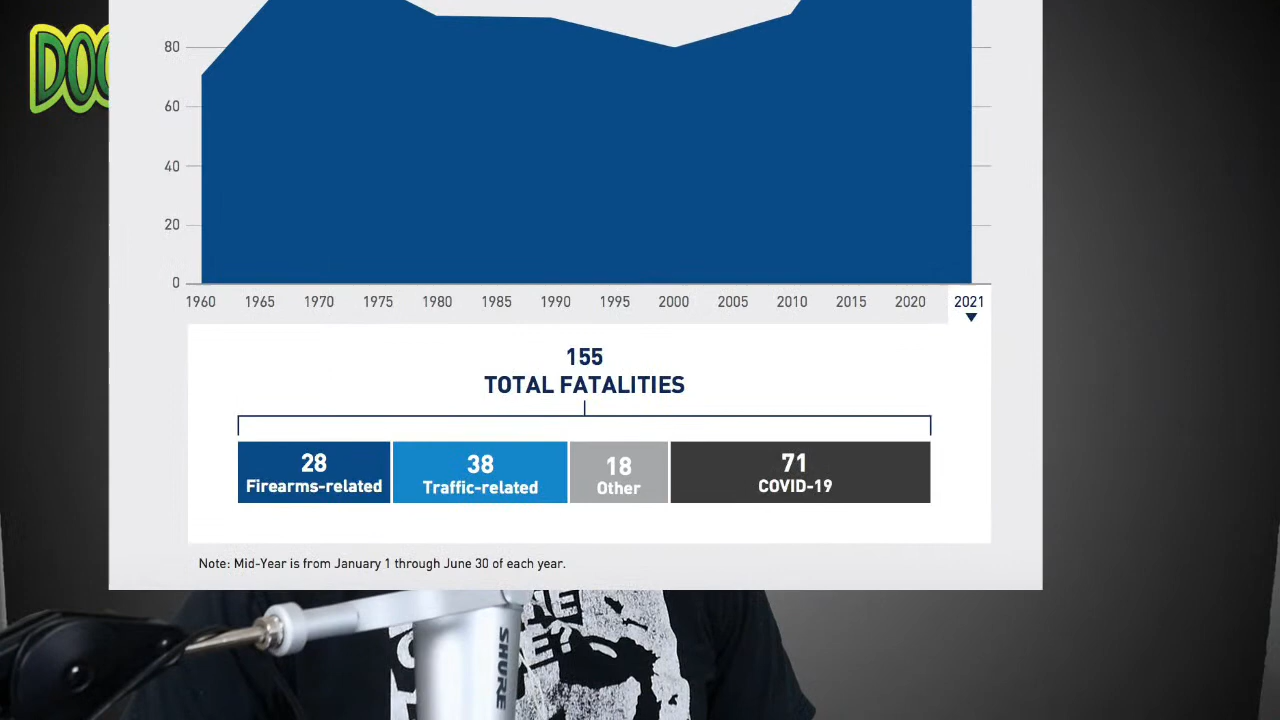 DOC
80
60
40
20
0
1960 1965 1970 1975 1980 1985 1990 1995 2000 2005 2010 2015 2020 2021
155
TOTAL FATALITIES
28 38 18 71
Firearms-related Traffic-related Other COVID-19
Note: Mid-Year is from January 1 through June 30 of each year.
SHURE